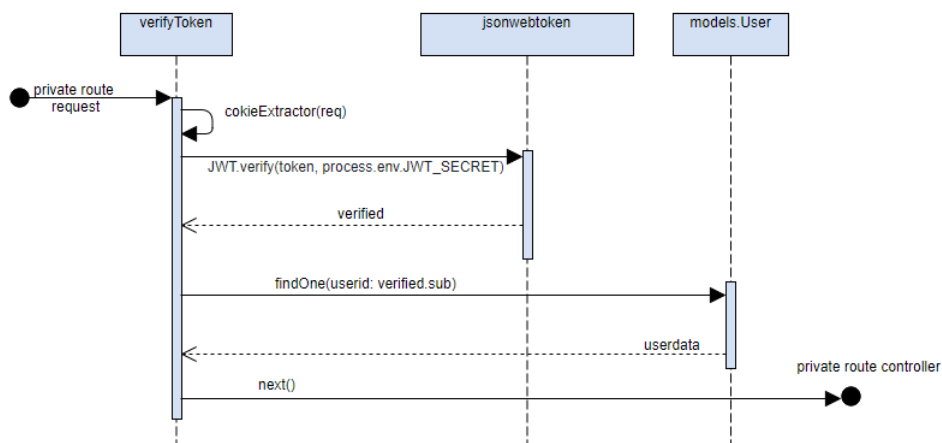 verifyToken
jsonwebtoken
models.User
private route
request
cokieExtractor(req)
JWT.verify(token, process.env.JWT_SECRET)
verified
findOne(userid: verified.sub)
userdata
private route controller
next()